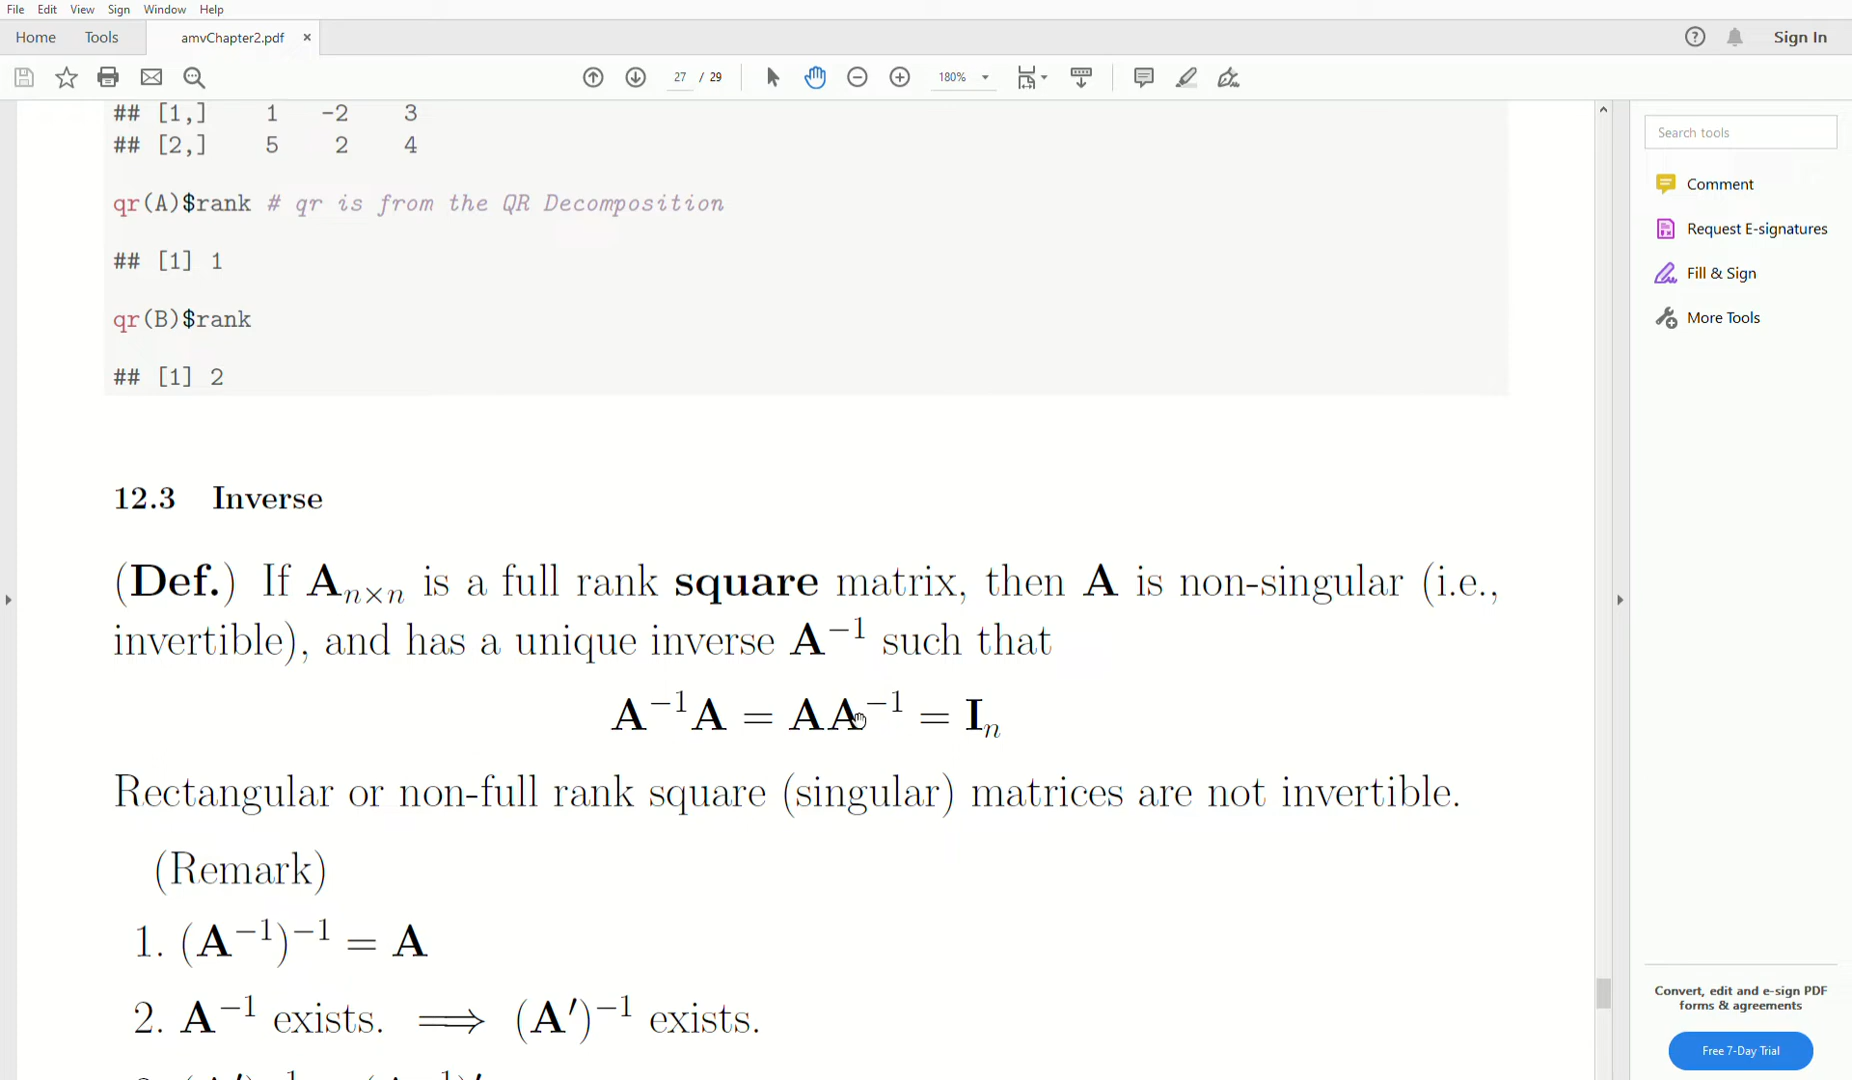 File Edit View Sign Window Help
Home Tools amvChapter2.pdf × Sign In
27 / 29 180%
## [1,] 1 -2 3
## [2,] 5 2 4
qr(A)$rank # qr is from the QR Decomposition
## [1] 1
qr(B)$rank
## [1] 2
12.3 Inverse
(Def.) If Aₙ×ₙ is a full rank square matrix, then A is non-singular (i.e.,
invertible), and has a unique inverse A⁻¹ such that
A⁻¹A = AA⁻¹ = Iₙ
Rectangular or non-full rank square (singular) matrices are not invertible.
(Remark)
1. (A⁻¹)⁻¹ = A
2. A⁻¹ exists. ⟹ (A′)⁻¹ exists.
Search tools
Comment
Request E-signatures
Fill & Sign
More Tools
Convert, edit and e-sign PDF
forms & agreements
Free 7-Day Trial